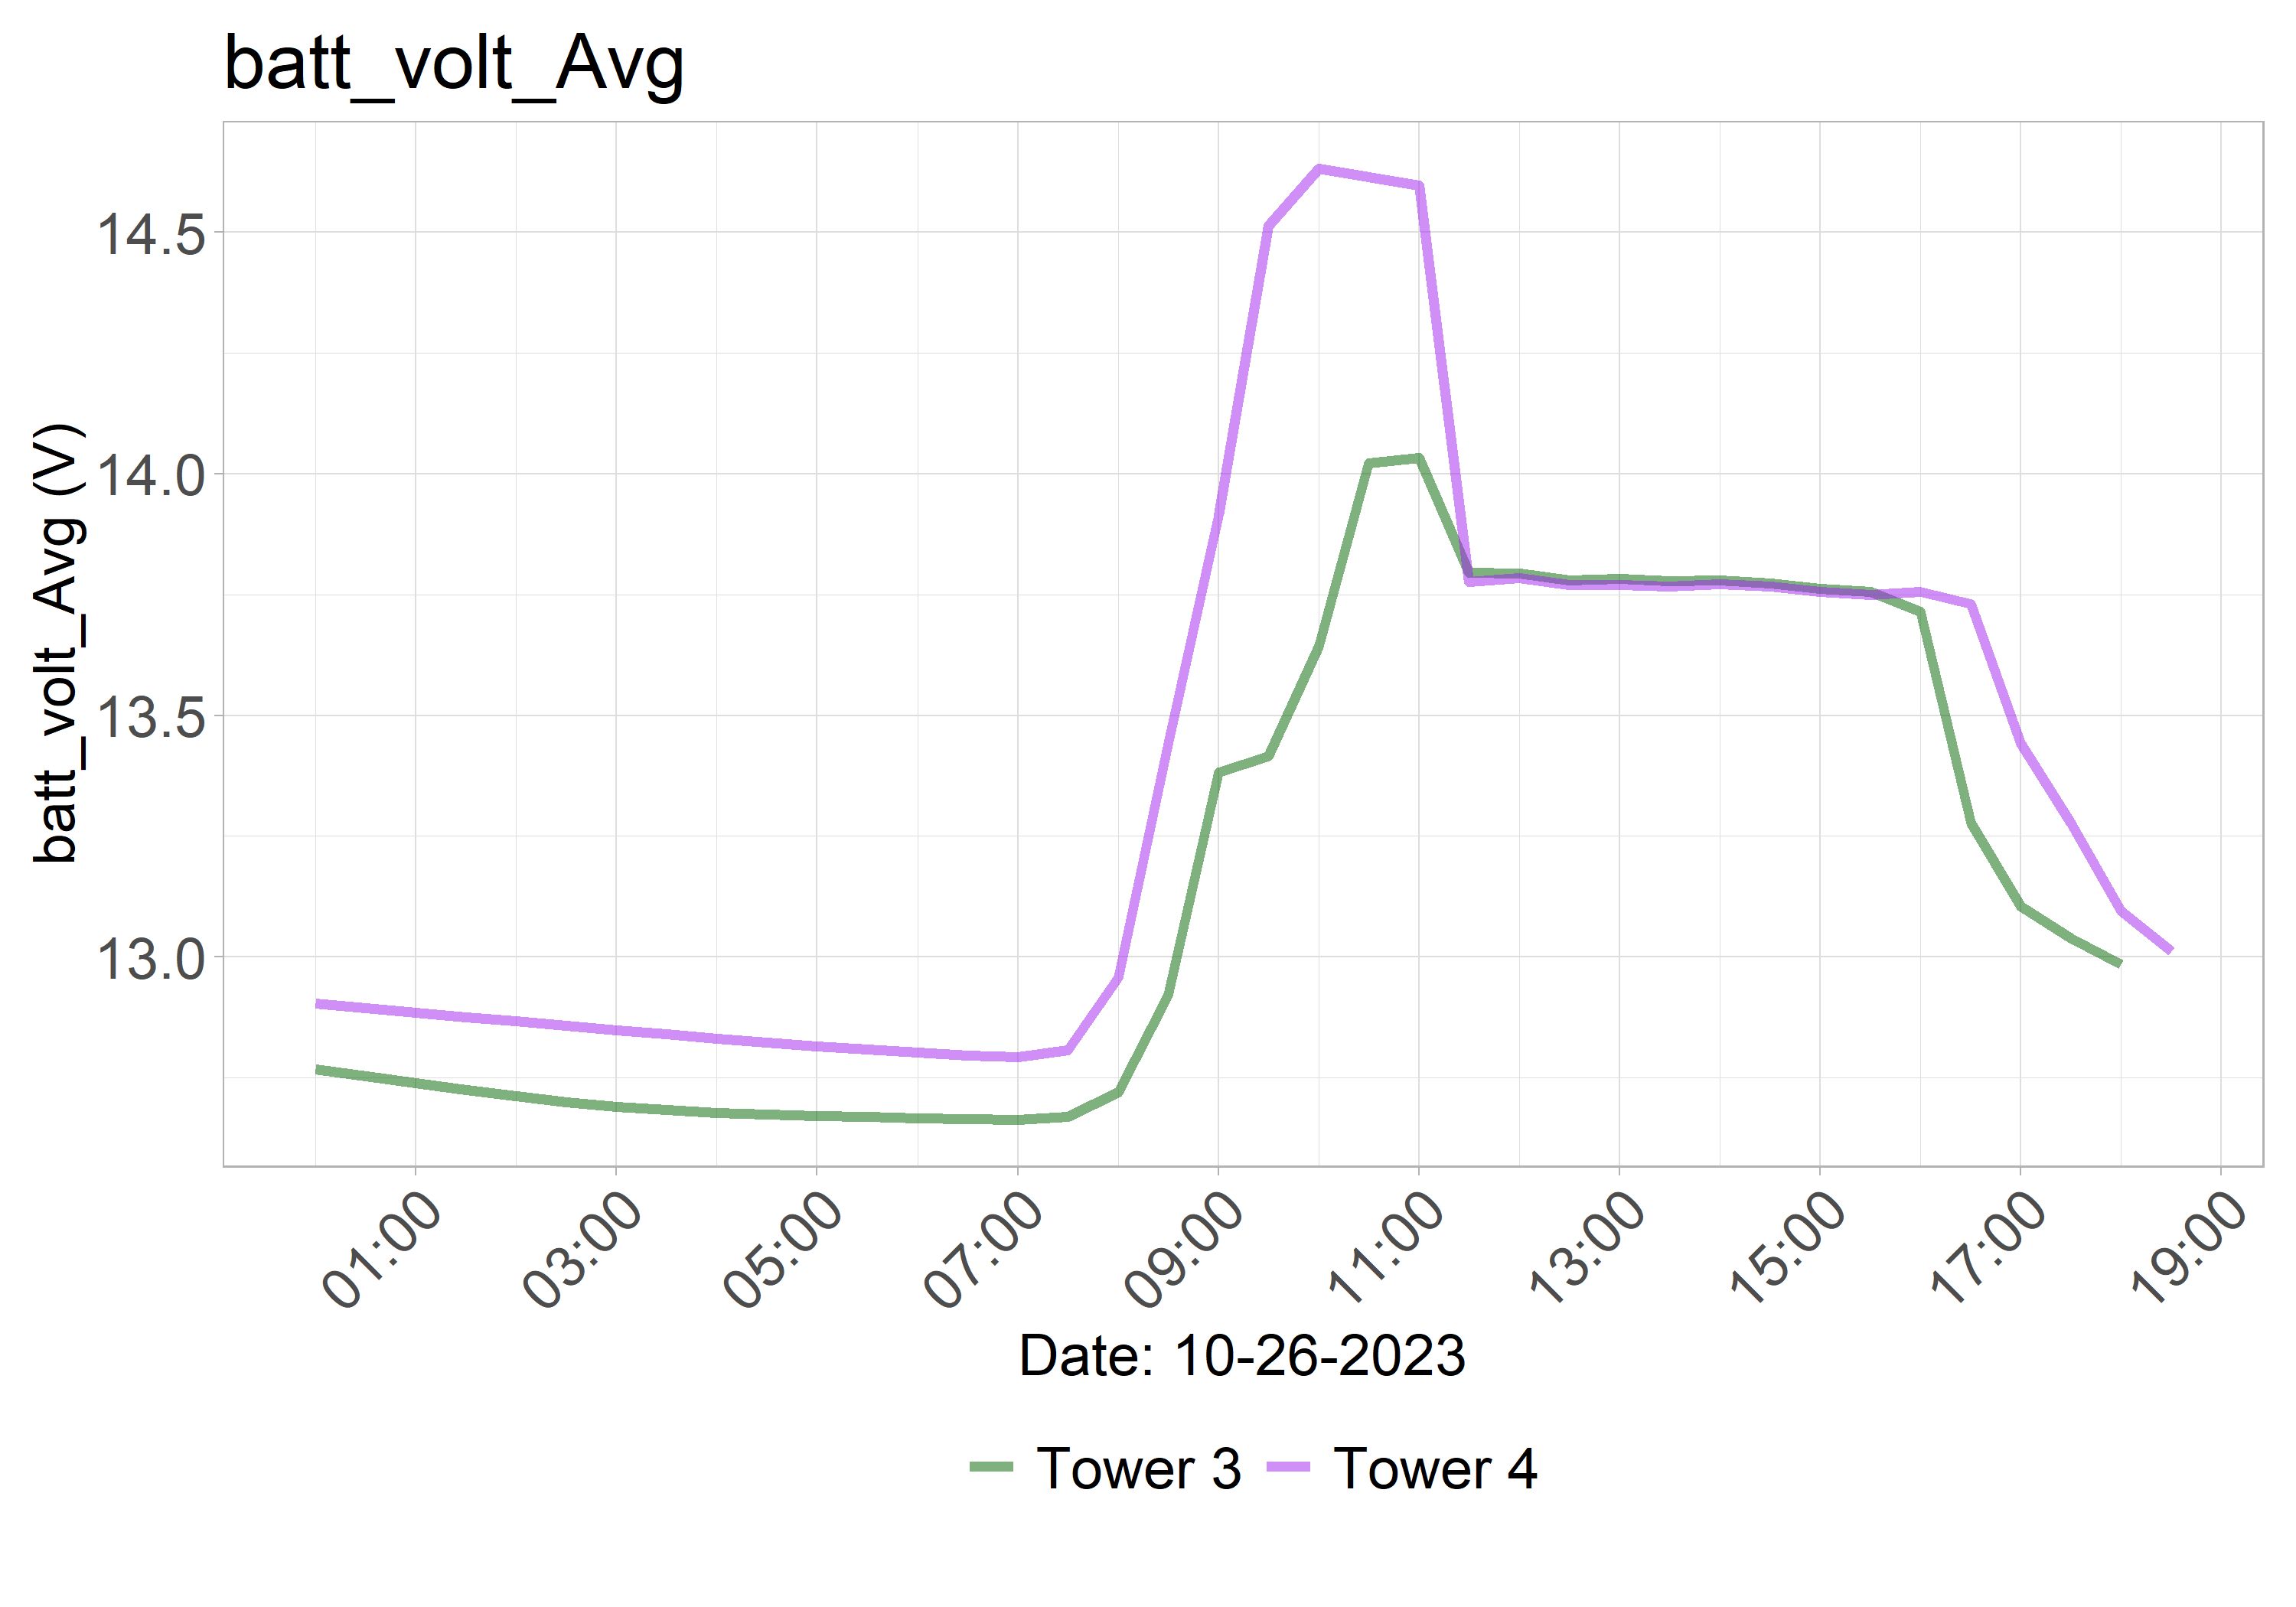 batt_volt_Avg
batt_volt_Avg (V)
14.5
14.0
13.5
13.0
01:00 03:00 05:00 07:00 09:00 11:00 13:00 15:00 17:00 19:00
Date: 10-26-2023
Tower 3 Tower 4